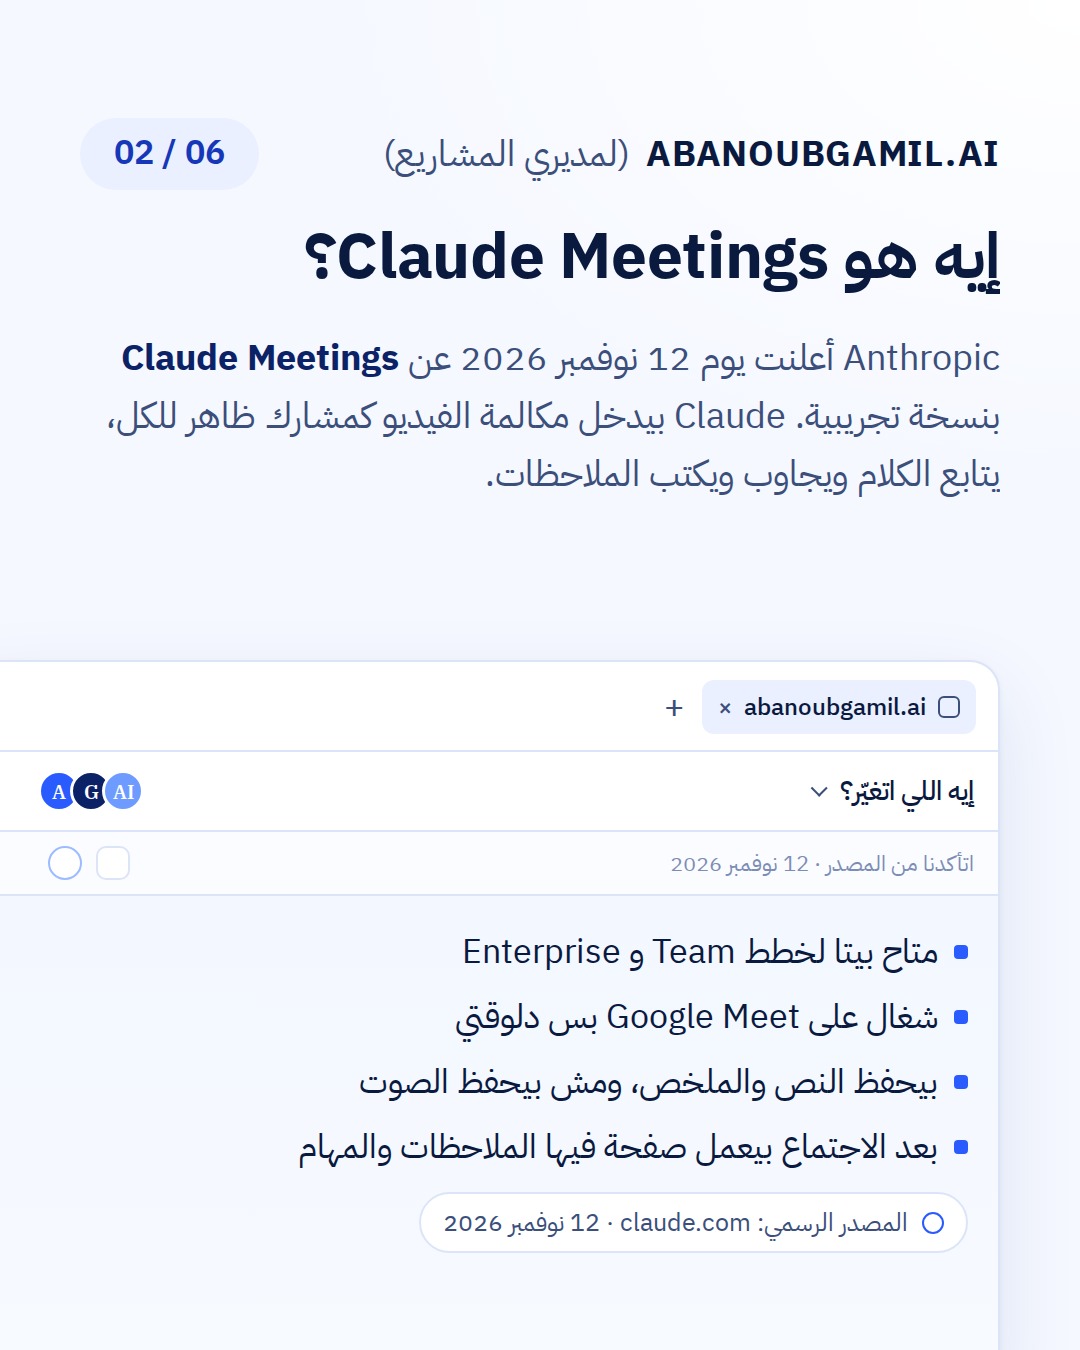 ABANOUBGAMIL.AI (لمديري المشاريع)
02 / 06
إيه هو Claude Meetings؟
Anthropic أعلنت يوم 12 نوفمبر 2026 عن Claude Meetings
بنسخة تجريبية. Claude بيدخل مكالمة الفيديو كمشارك ظاهر للكل،
يتابع الكلام ويجاوب ويكتب الملاحظات.
abanoubgamil.ai × +
إيه اللي اتغيّر؟
A G AI
اتأكدنا من المصدر · 12 نوفمبر 2026
متاح بيتا لخطط Team و Enterprise
شغال على Google Meet بس دلوقتي
بيحفظ النص والملخص، ومش بيحفظ الصوت
بعد الاجتماع بيعمل صفحة فيها الملاحظات والمهام
المصدر الرسمي: claude.com · 12 نوفمبر 2026